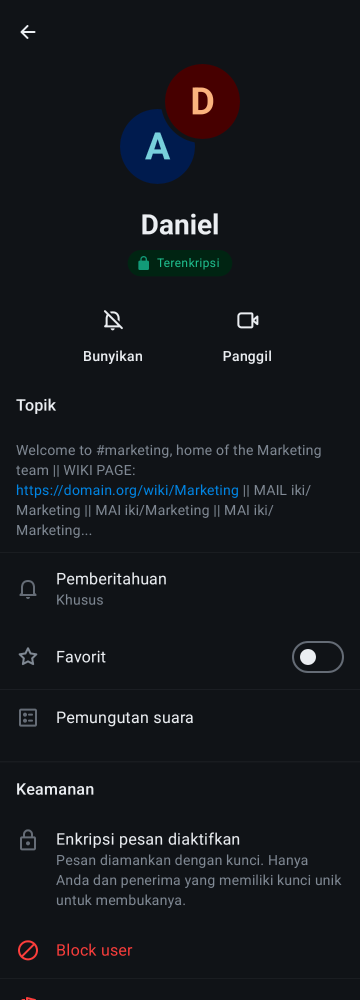 D
A
Daniel
Terenkripsi
Bunyikan
Panggil
Topik
Welcome to #marketing, home of the Marketing
team || WIKI PAGE:
https://domain.org/wiki/Marketing || MAIL iki/
Marketing || MAI iki/Marketing || MAI iki/
Marketing...
Pemberitahuan
Khusus
Favorit
Pemungutan suara
Keamanan
Enkripsi pesan diaktifkan
Pesan diamankan dengan kunci. Hanya
Anda dan penerima yang memiliki kunci unik
untuk membukanya.
Block user